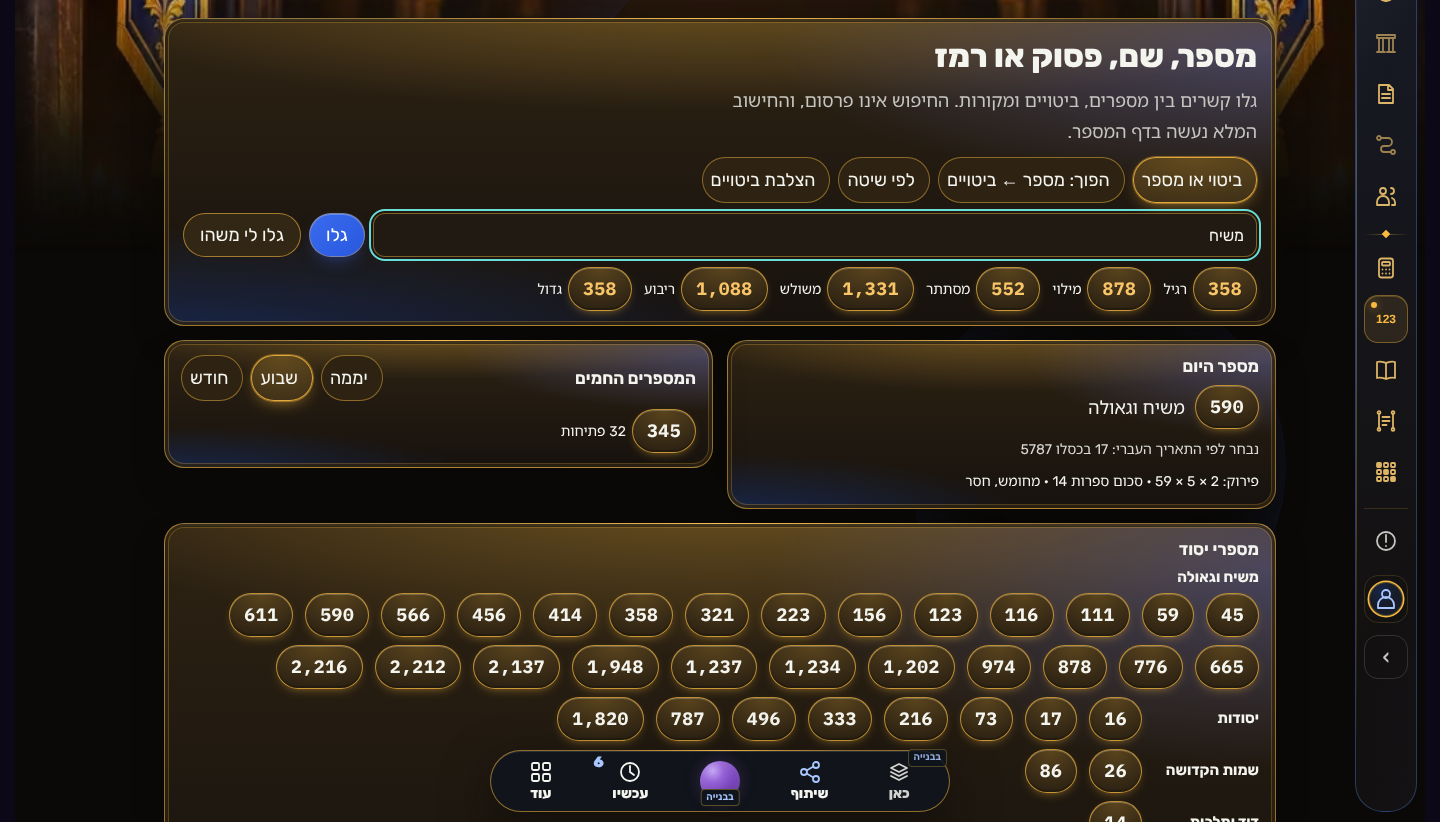 מספר, שם, פסוק או רמז
גלו קשרים בין מספרים, ביטויים ומקורות. החיפוש אינו פרסום, והחישוב
המלא נעשה בדף המספר.
ביטוי או מספר
הפוך: מספר ← ביטויים
לפי שיטה
הצלבת ביטויים
משיח
גלו
גלו לי משהו
358 רגיל 878 מילוי 552 מסתתר 1,331 משולש 1,088 ריבוע 358 גדול
מספר היום
590 משיח וגאולה
נבחר לפי התאריך העברי: 17 בכסלו 5787
פירוק: 2 × 5 × 59 • סכום ספרות 14 • מחומש, חסר
המספרים החמים
יממה שבוע חודש
345 32 פתיחות
מספרי יסוד
משיח וגאולה
45 59 111 116 123 156 223 321 358 414 456 566 590 611
665 776 878 974 1,202 1,234 1,237 1,948 2,137 2,212 2,216
יסודות 16 17 73 216 333 496 787 1,820
שמות הקדושה 26 86
123
בבנייה
כאן
שיתוף
בבנייה
6
עכשיו
עוד